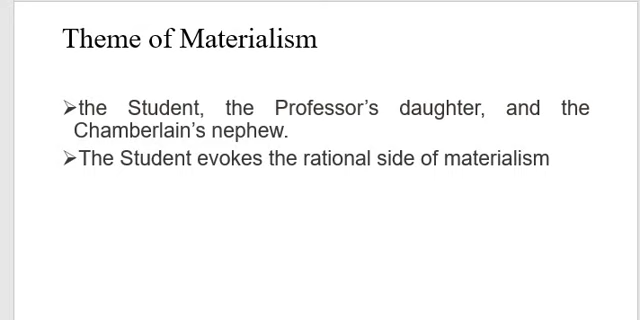 Theme of Materialism
➢the Student, the Professor’s daughter, and the
Chamberlain’s nephew.
➢The Student evokes the rational side of materialism